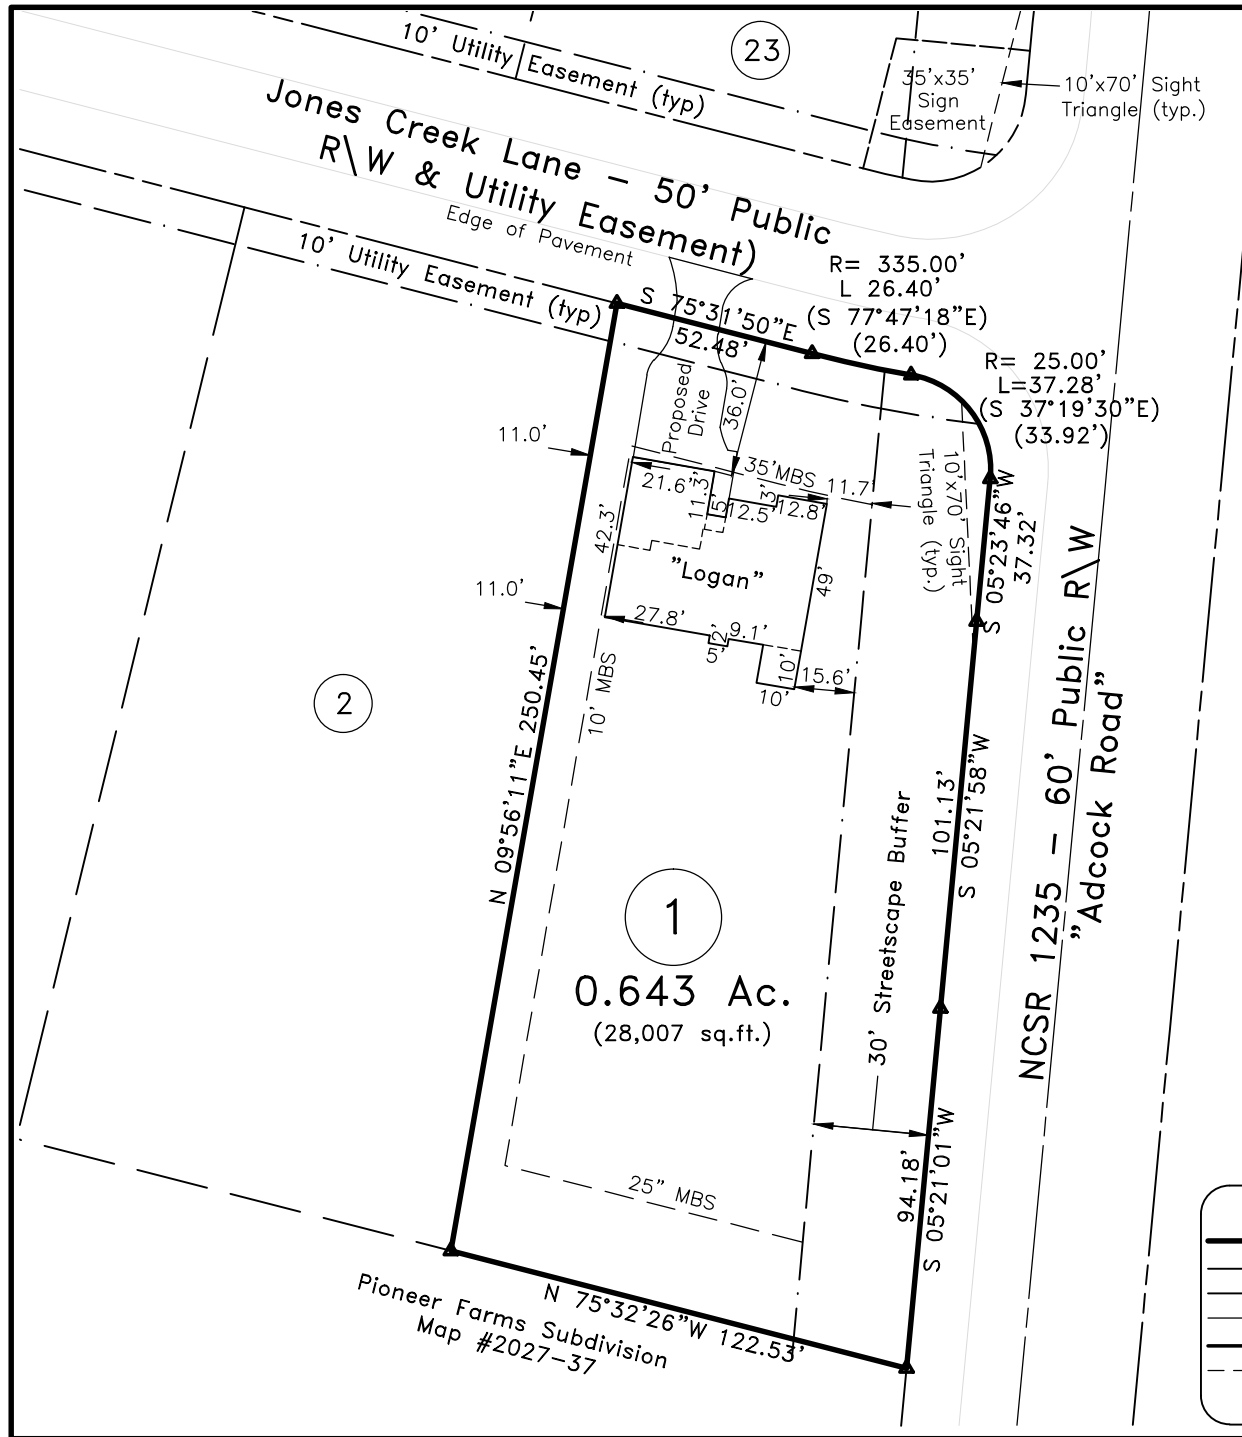 10' Utility Easement (typ)
23
35'x35'
Sign
Easement
10'x70' Sight
Triangle (typ.)
Jones Creek Lane - 50' Public
R\W & Utility Easement)
Edge of Pavement
10' Utility Easement (typ)
S 75°31'50"E
52.48'
R= 335.00'
L 26.40'
(S 77°47'18"E)
(26.40')
R= 25.00'
L=37.28'
(S 37°19'30"E)
(33.92')
Proposed
Drive
36.0'
11.0'
35'MBS
11.7'
21.6'
11.3'
5'
12.5'
3'
12.8'
10'x70' Sight
Triangle (typ.)
S 05°23'46"W
37.32'
42.3'
"Logan"
49'
11.0'
27.8'
2'
9.1'
5'
10'
10'
15.6'
10' MBS
2
N 09°56'11"E 250.45'
101.13'
S 05°21'58"W
NCSR 1235 - 60' Public R\W
"Adcock Road"
30' Streetscape Buffer
1
0.643 Ac.
(28,007 sq.ft.)
25" MBS
94.18'
S 05°21'01"W
N 75°32'26"W 122.53'
Pioneer Farms Subdivision
Map #2027-37